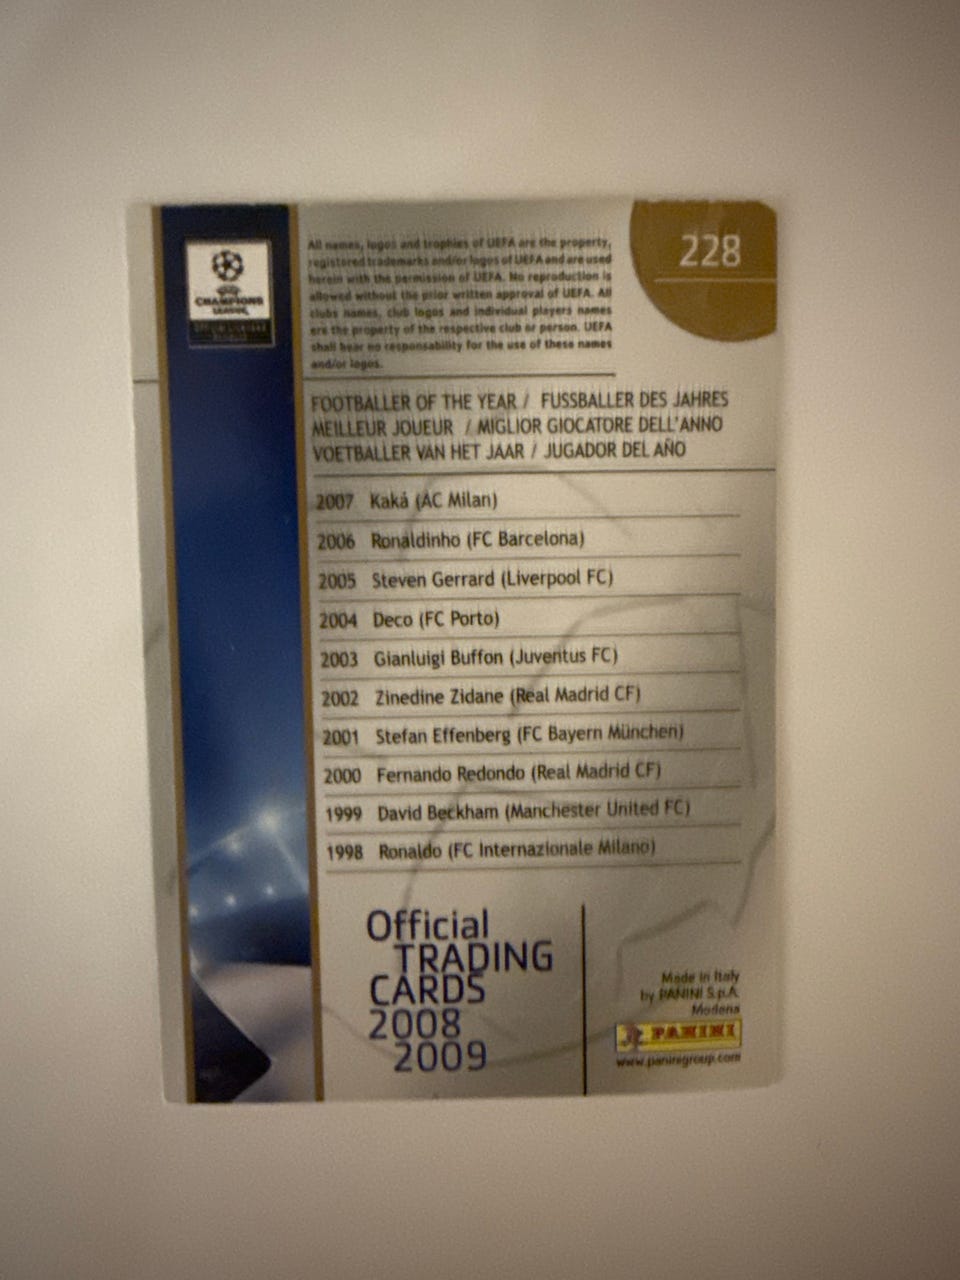 228
CHAMPIONS
LEAGUE
All names, logos and trophies of UEFA are the property,
registered trademarks and/or logos of UEFA and are used
herein with the permission of UEFA. No reproduction is
allowed without the prior written approval of UEFA. All
clubs names, club logos and individual players names
are the property of the respective club or person. UEFA
shall bear no responsability for the use of these names
and/or logos.
FOOTBALLER OF THE YEAR / FUSSBALLER DES JAHRES
MEILLEUR JOUEUR / MIGLIOR GIOCATORE DELL'ANNO
VOETBALLER VAN HET JAAR / JUGADOR DEL AÑO
2007 Kaká (AC Milan)
2006 Ronaldinho (FC Barcelona)
2005 Steven Gerrard (Liverpool FC)
2004 Deco (FC Porto)
2003 Gianluigi Buffon (Juventus FC)
2002 Zinedine Zidane (Real Madrid CF)
2001 Stefan Effenberg (FC Bayern München)
2000 Fernando Redondo (Real Madrid CF)
1999 David Beckham (Manchester United FC)
1998 Ronaldo (FC Internazionale Milano)
Official
TRADING
CARDS
2008
2009
Made in Italy
by PANINI S.p.A.
Modena
PANINI
www.paninigroup.com